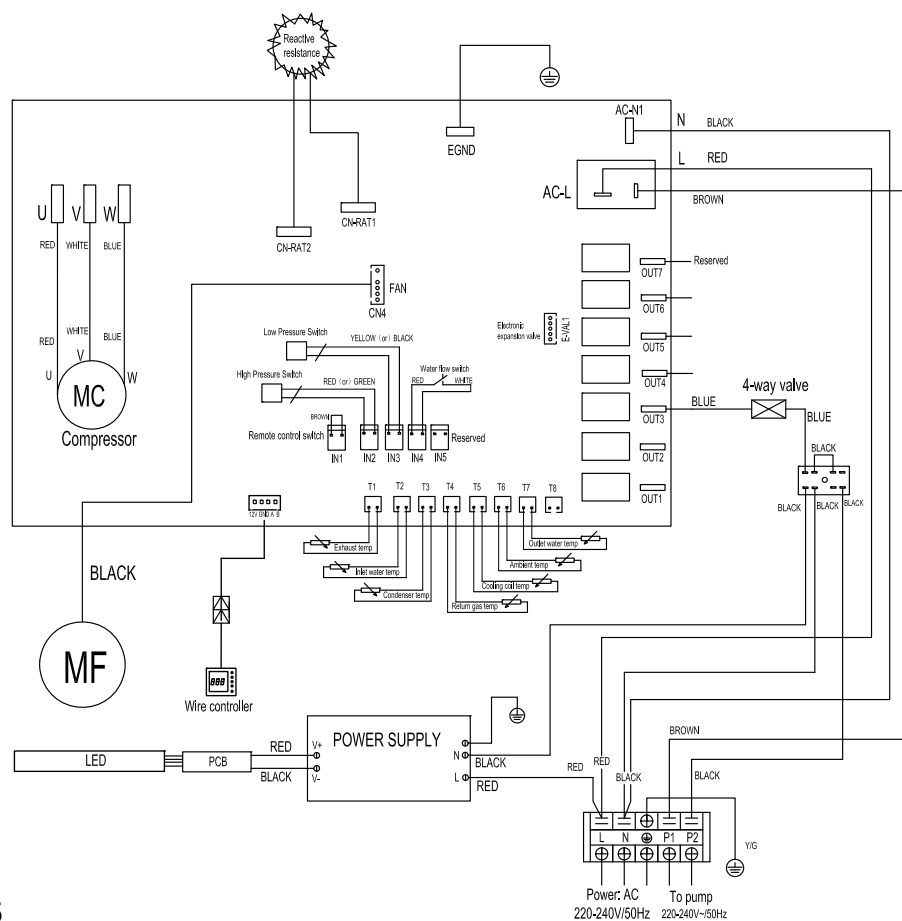 Reactive
resistance
EGND
AC-N1
N
BLACK
L
RED
AC-L
BROWN
U
V
W
RED
WHITE
BLUE
CN-RAT2
CN-RAT1
FAN
CN4
RED
WHITE
BLUE
V
U
W
MC
Compressor
Low Pressure Switch
YELLOW (or) BLACK
High Pressure Switch
RED (or) GREEN
Water flow switch
RED
WHITE
BROWN
Remote control switch
Reserved
IN1
IN2
IN3
IN4
IN5
Electronic
expansion valve
E-VAL1
OUT7
Reserved
OUT6
OUT5
OUT4
OUT3
OUT2
OUT1
BLUE
4-way valve
BLUE
BLACK
BLACK
BLACK
BLACK
T1
T2
T3
T4
T5
T6
T7
T8
12V GND A B
Exhaust temp
Outlet water temp
Inlet water temp
Ambient temp
Condenser temp
Cooling coil temp
Return gas temp
BLACK
MF
888
Wire controller
LED
PCB
RED
BLACK
V+
V-
POWER SUPPLY
N
L
BLACK
RED
RED
RED
BLACK
BROWN
BLACK
L
N
P1
P2
Y/G
Power: AC
220-240V/50Hz
To pump
220-240V~/50Hz